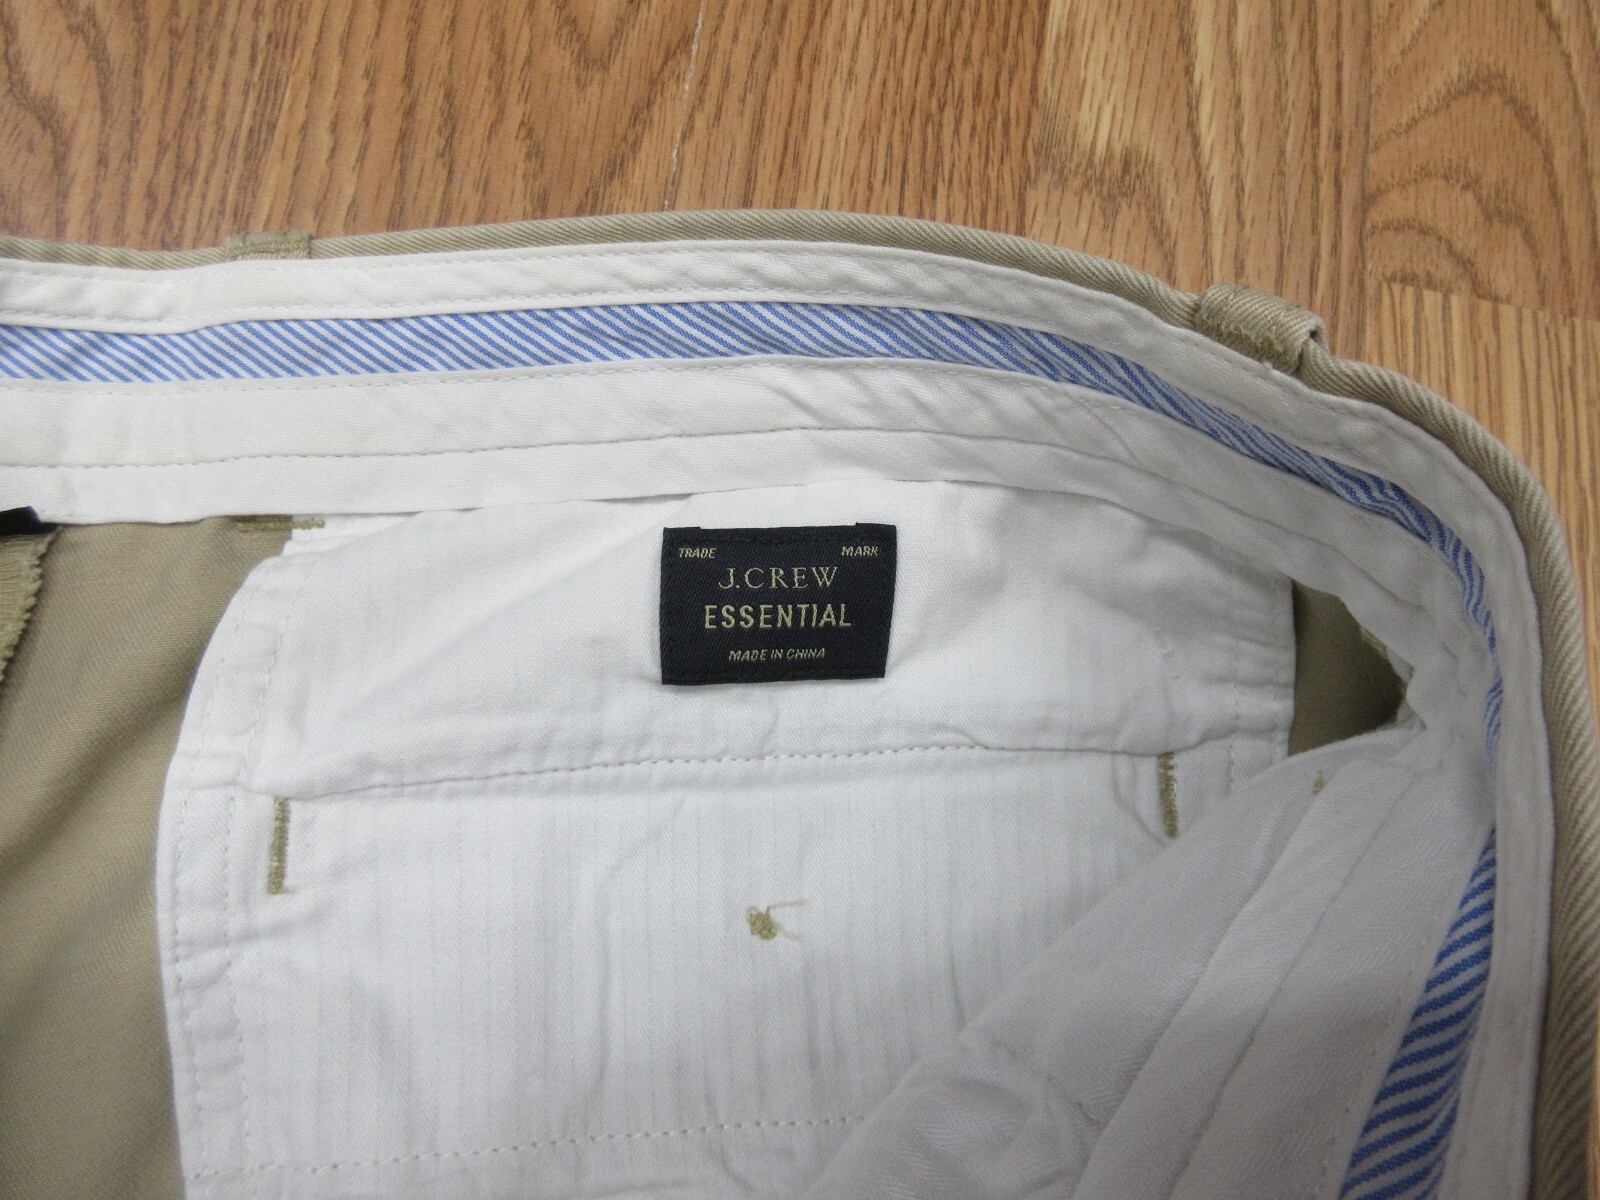 TRADE MARK
J.CREW
ESSENTIAL
MADE IN CHINA